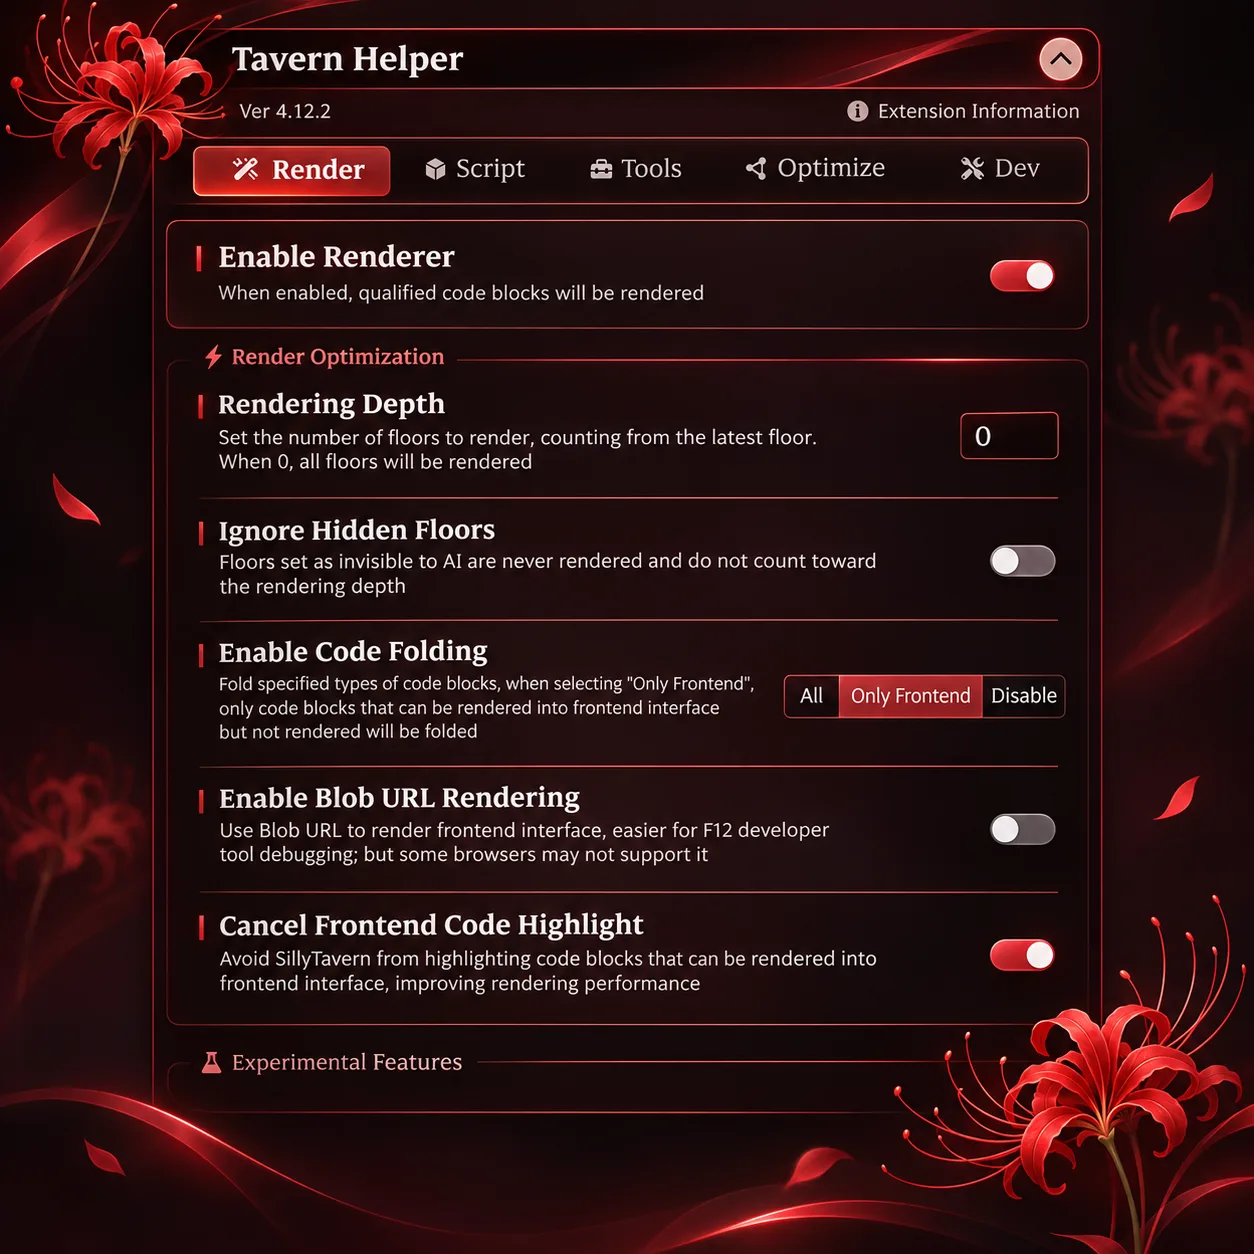 Tavern Helper
Ver 4.12.2
Extension Information
Render
Script
Tools
Optimize
Dev
Enable Renderer
When enabled, qualified code blocks will be rendered
Render Optimization
Rendering Depth
Set the number of floors to render, counting from the latest floor.
When 0, all floors will be rendered
0
Ignore Hidden Floors
Floors set as invisible to AI are never rendered and do not count toward
the rendering depth
Enable Code Folding
Fold specified types of code blocks, when selecting "Only Frontend",
only code blocks that can be rendered into frontend interface
but not rendered will be folded
All
Only Frontend
Disable
Enable Blob URL Rendering
Use Blob URL to render frontend interface, easier for F12 developer
tool debugging; but some browsers may not support it
Cancel Frontend Code Highlight
Avoid SillyTavern from highlighting code blocks that can be rendered into
frontend interface, improving rendering performance
Experimental Features